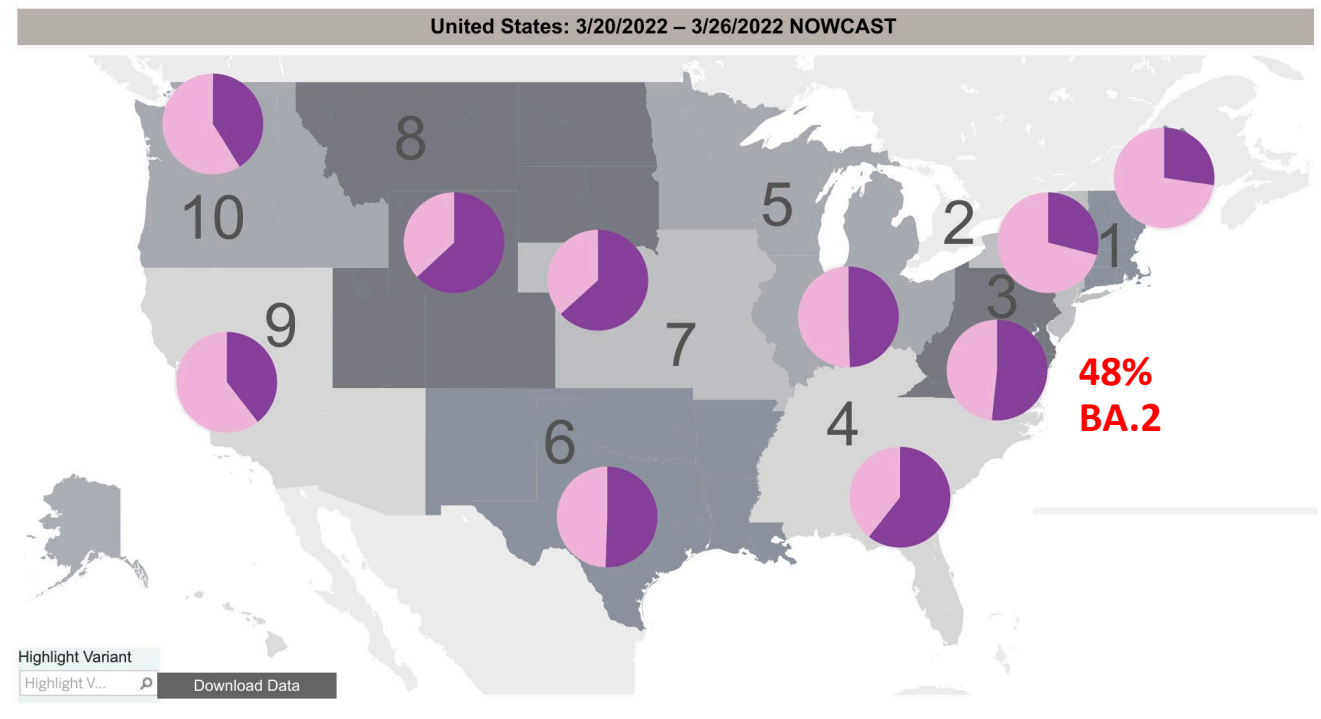 United States: 3/20/2022 – 3/26/2022 NOWCAST
8
10
5
2
1
3
9
7
48%
BA.2
4
6
Highlight Variant
Highlight V...
Download Data